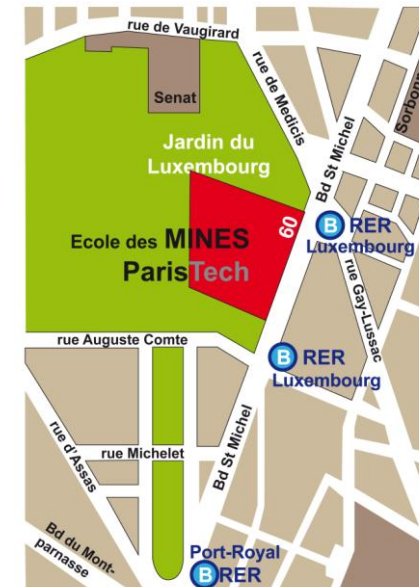 rue de Vaugirard
Senat
rue de Medicis
Sorbonne
Jardin du
Luxembourg
Bd St Michel
60
B RER
Luxembourg
Ecole des MINES
ParisTech
rue Gay-Lussac
rue Auguste Comte
B RER
Luxembourg
rue d'Assas
rue Michelet
Bd St Michel
Bd du Mont-
parnasse
Port-Royal
B RER